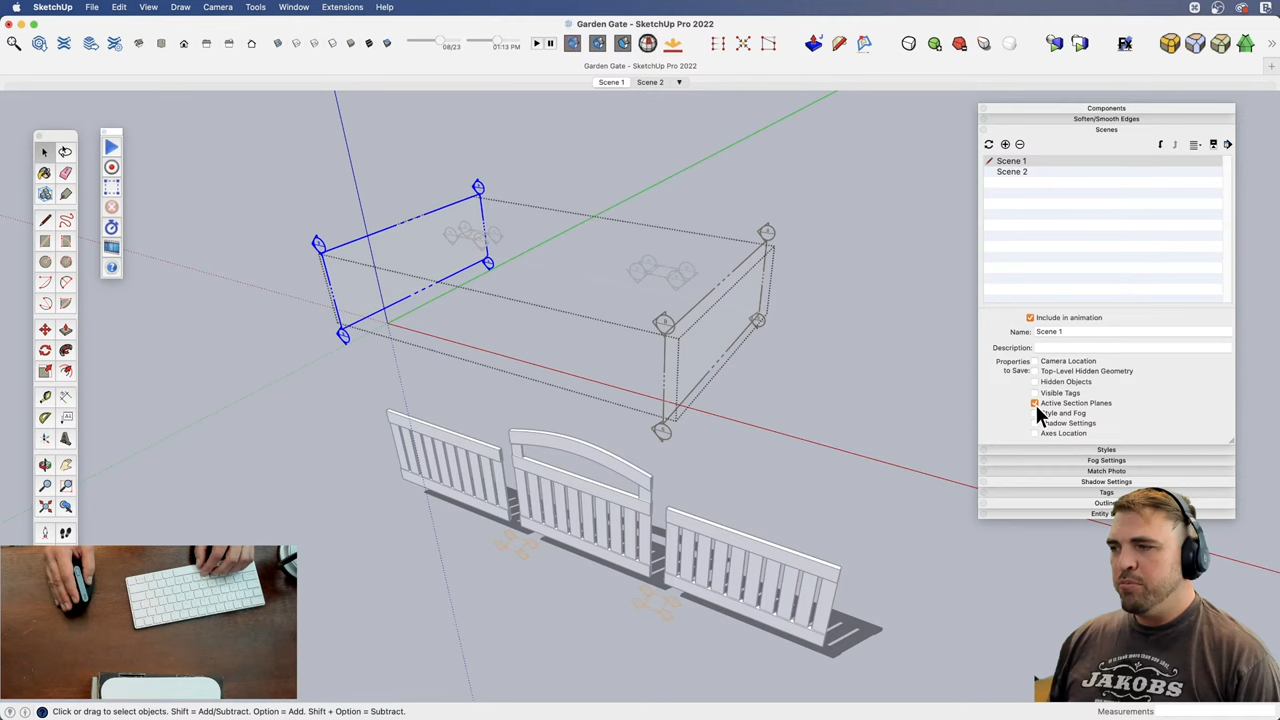 SketchUp File Edit View Draw Camera Tools Window Extensions Help
Garden Gate - SketchUp Pro 2022
08/23 01:13 PM
Garden Gate - SketchUp Pro 2022
Scene 1 Scene 2
Components
Soften/Smooth Edges
Scenes
Scene 1
Scene 2
Include in animation
Name: Scene 1
Description:
Properties to Save:
Camera Location
Top-Level Hidden Geometry
Hidden Objects
Visible Tags
Active Section Planes
Style and Fog
Shadow Settings
Axes Location
Styles
Fog Settings
Match Photo
Shadow Settings
Tags
JAKOBS
Click or drag to select objects. Shift = Add/Subtract. Option = Add. Shift + Option = Subtract.
Measurements